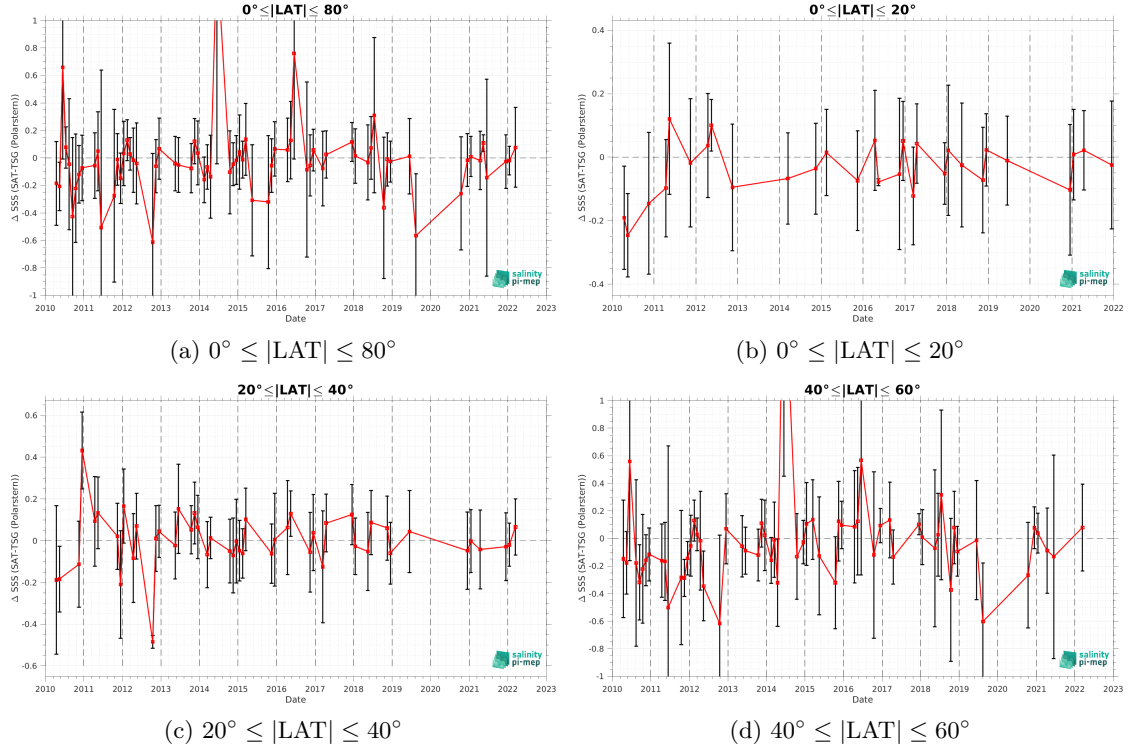 0°≤|LAT|≤ 80°
1
0.8
0.6
0.4
0.2
0
-0.2
-0.4
-0.6
-0.8
-1
Δ SSS (SAT-TSG (Polarstern))
2010 2011 2012 2013 2014 2015 2016 2017 2018 2019 2020 2021 2022 2023
Date
salinity
pi-mep
(a) 0° ≤ |LAT| ≤ 80°
0°≤|LAT|≤ 20°
0.4
0.2
0
-0.2
-0.4
Δ SSS (SAT-TSG (Polarstern))
2010 2011 2012 2013 2014 2015 2016 2017 2018 2019 2020 2021 2022
Date
salinity
pi-mep
(b) 0° ≤ |LAT| ≤ 20°
20°≤|LAT|≤ 40°
0.6
0.4
0.2
0
-0.2
-0.4
-0.6
Δ SSS (SAT-TSG (Polarstern))
2010 2011 2012 2013 2014 2015 2016 2017 2018 2019 2020 2021 2022 2023
Date
salinity
pi-mep
(c) 20° ≤ |LAT| ≤ 40°
40°≤|LAT|≤ 60°
1
0.8
0.6
0.4
0.2
0
-0.2
-0.4
-0.6
-0.8
-1
Δ SSS (SAT-TSG (Polarstern))
2010 2011 2012 2013 2014 2015 2016 2017 2018 2019 2020 2021 2022 2023
Date
salinity
pi-mep
(d) 40° ≤ |LAT| ≤ 60°